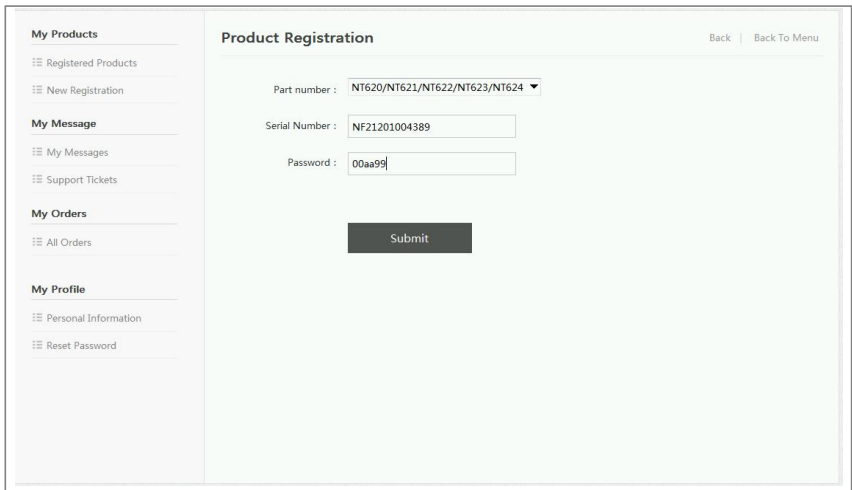 My Products
Registered Products
New Registration
My Message
My Messages
Support Tickets
My Orders
All Orders
My Profile
Personal Information
Reset Password
Product Registration
Back | Back To Menu
Part number : NT620/NT621/NT622/NT623/NT624
Serial Number : NF21201004389
Password : 00aa99
Submit